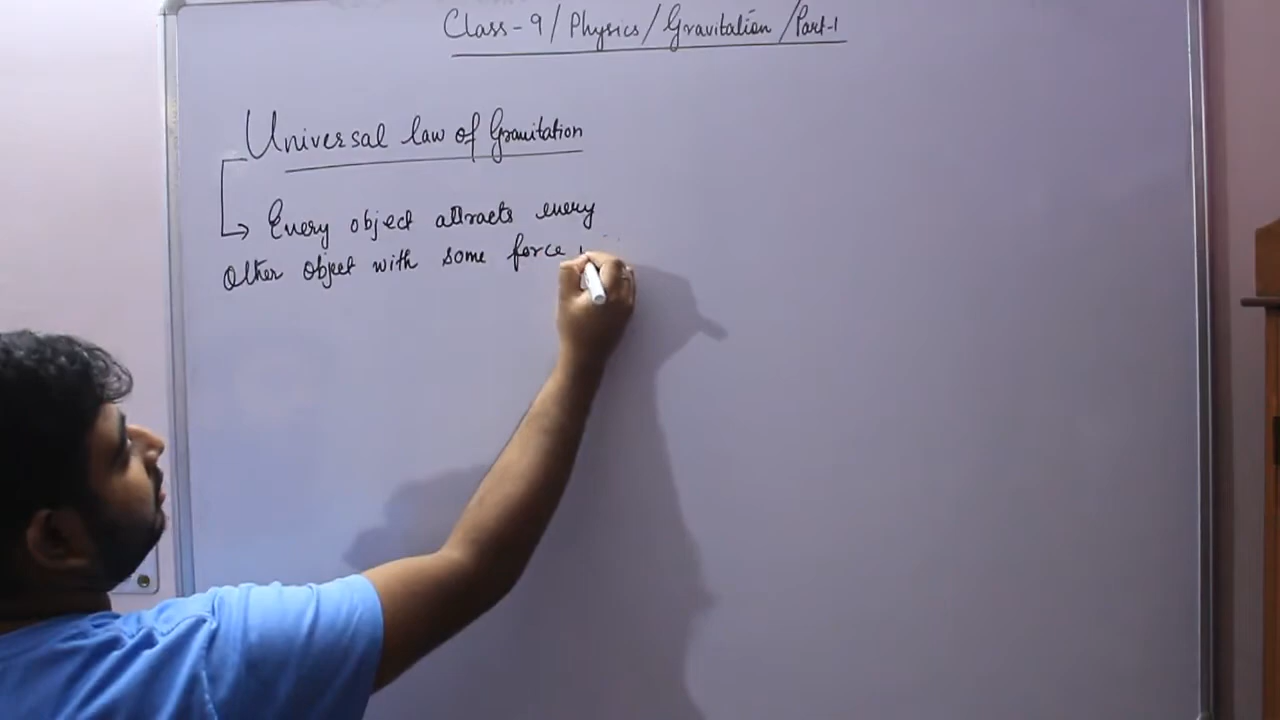 Class-9/Physics/Gravitation/Part-1
Universal law of Gravitation
Every object attracts every
other object with some force